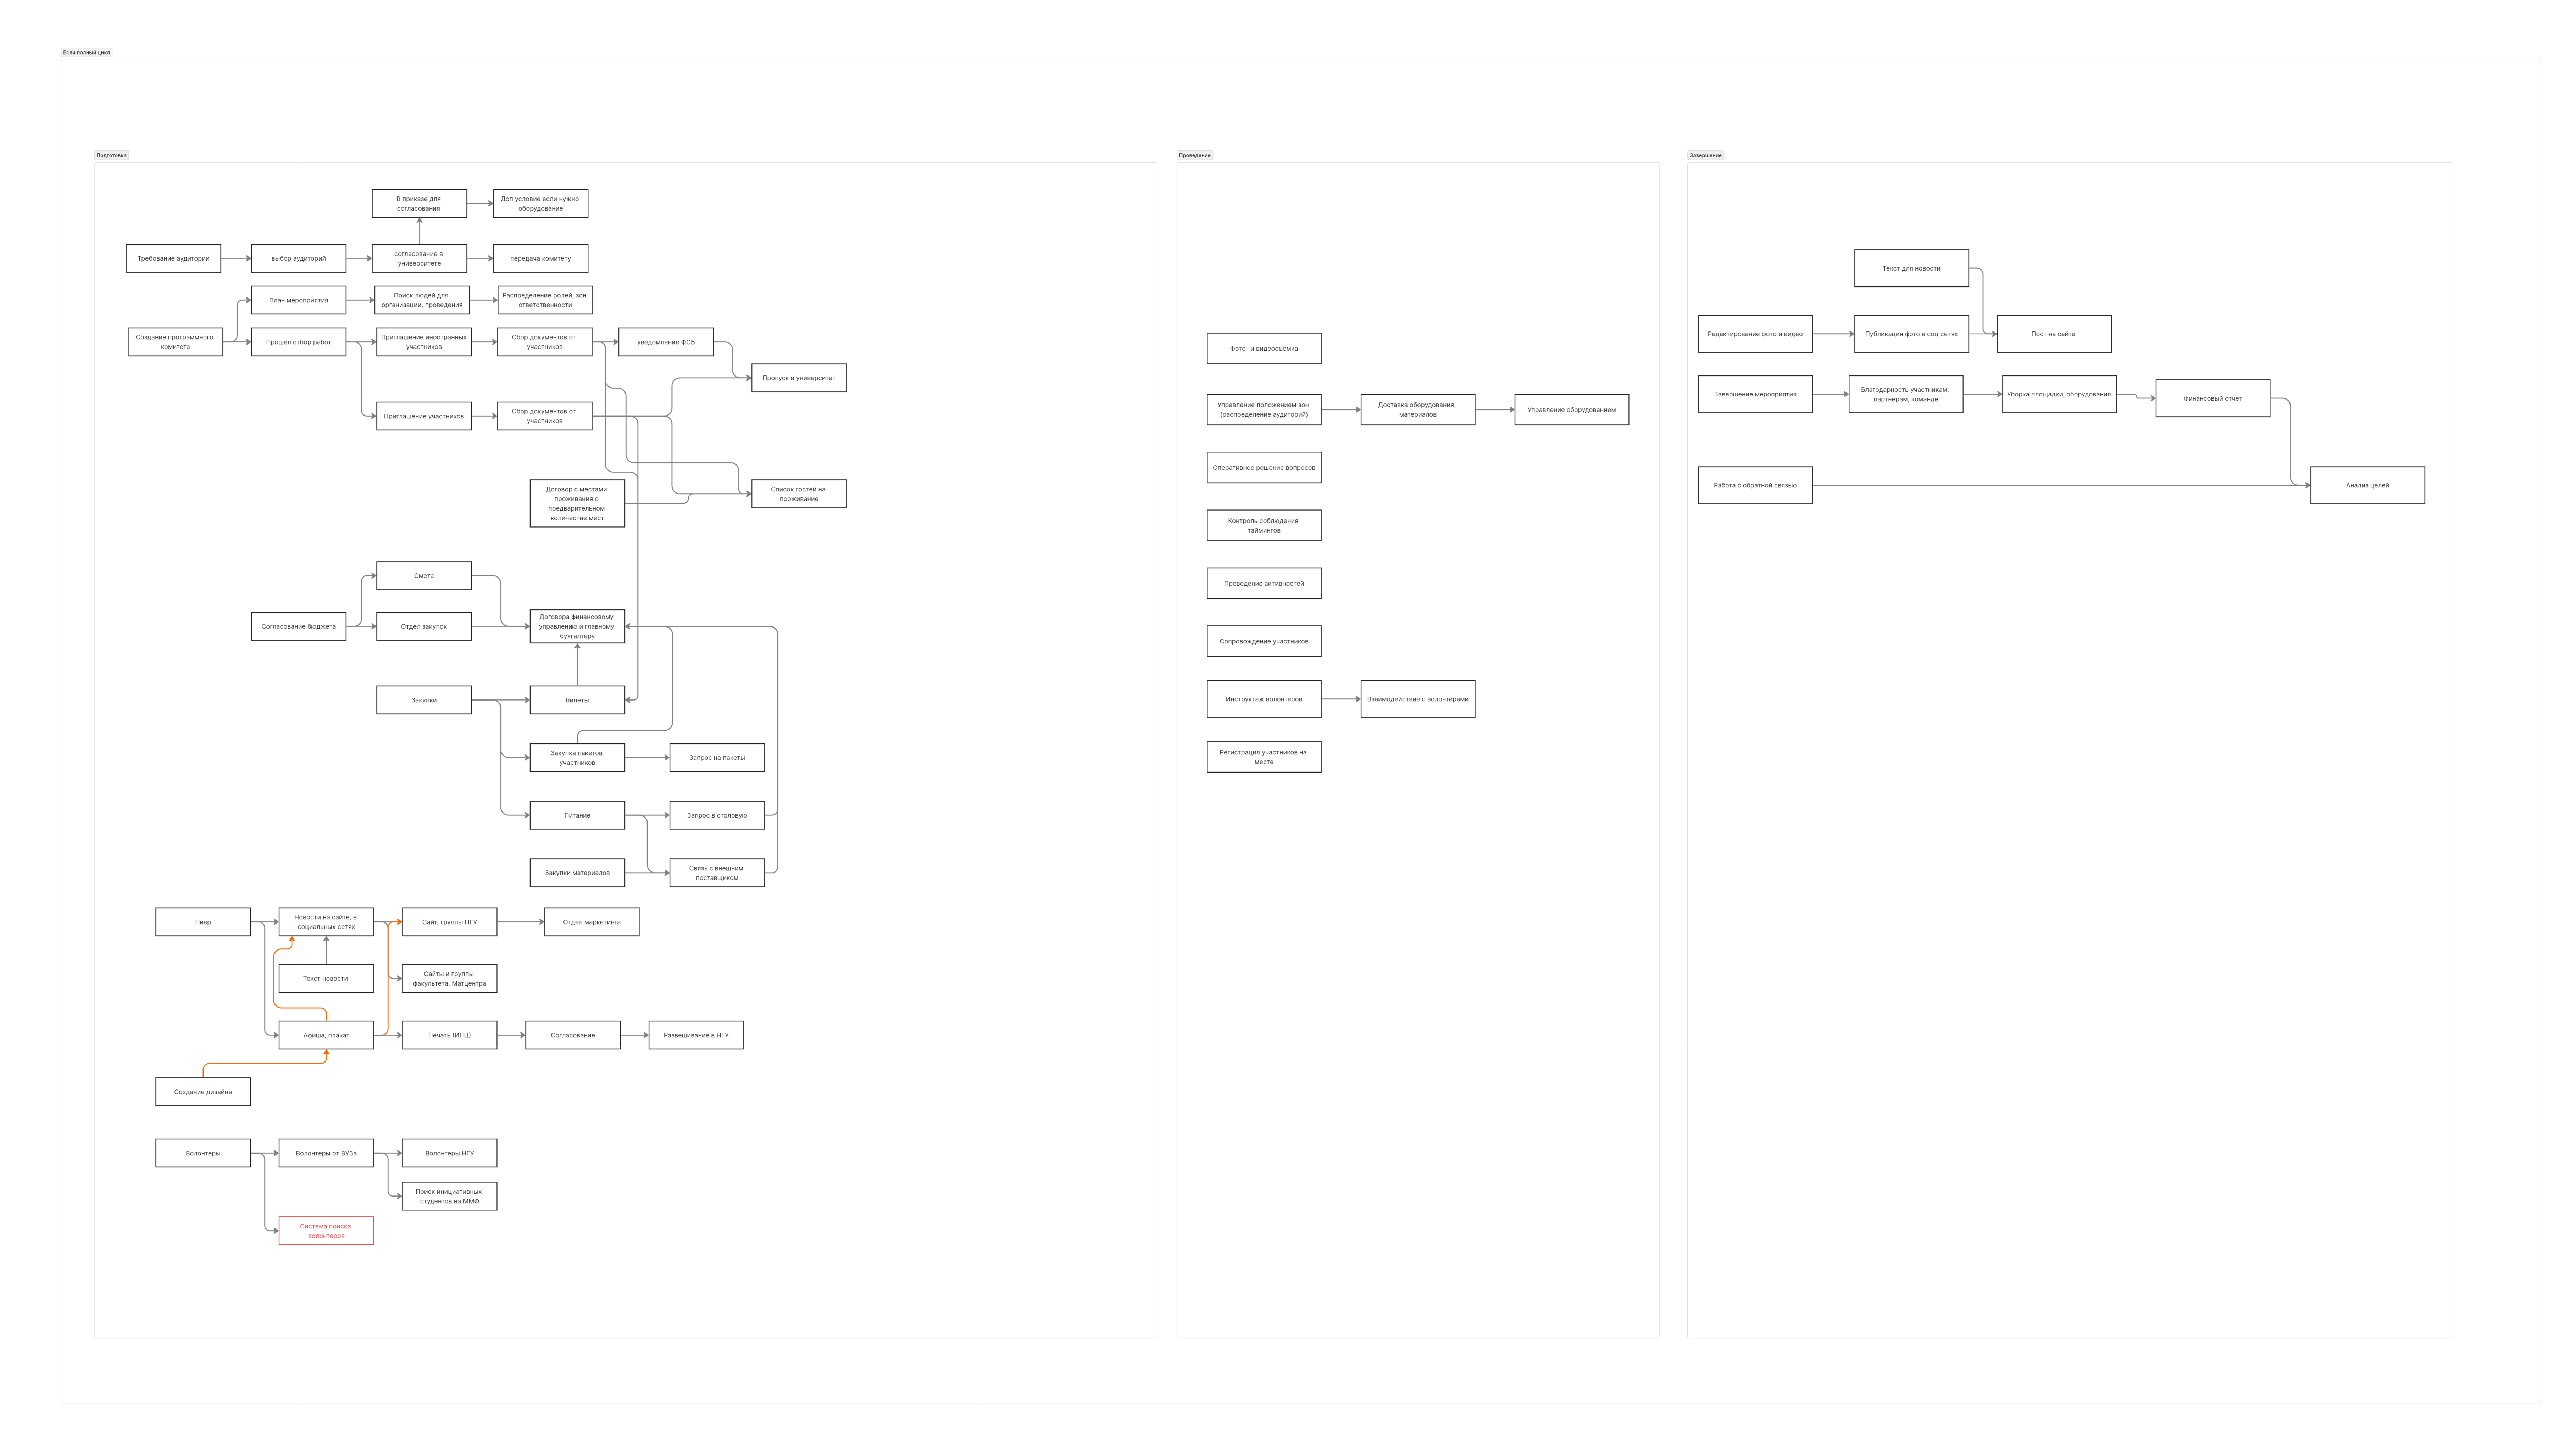 Если полный цикл
Подготовка
В приказе для
согласования
Доп условие если нужно
оборудование
Требование аудитории
выбор аудиторий
согласование в
университете
передача комитету
План мероприятия
Поиск людей для
организации, проведения
Распределение ролей, зон
ответственности
Создание программного
комитета
Прошел отбор работ
Приглашение иностранных
участников
Сбор документов от
участников
уведомление ФСБ
Пропуск в университет
Приглашение участников
Сбор документов от
участников
Договор с местами
проживания о
предварительном
количестве мест
Список гостей на
проживание
Смета
Согласование бюджета
Отдел закупок
Договора финансовому
управлению и главному
бухгалтеру
Закупки
билеты
Закупка пакетов
участников
Запрос на пакеты
Питание
Запрос в столовую
Закупки материалов
Связь с внешним
поставщиком
Пиар
Новости на сайте, в
социальных сетях
Сайт, группы НГУ
Отдел маркетинга
Текст новости
Сайты и группы
факультета, Матцентра
Афиша, плакат
Печать (ИПЦ)
Согласование
Развешивание в НГУ
Создание дизайна
Волонтеры
Волонтеры от ВУЗа
Волонтеры НГУ
Поиск инициативных
студентов на ММФ
Система поиска
волонтеров
Проведение
Фото- и видеосъемка
Управление положением зон
(распределение аудиторий)
Доставка оборудования,
материалов
Управление оборудованием
Оперативное решение вопросов
Контроль соблюдения
таймингов
Проведение активностей
Сопровождение участников
Инструктаж волонтеров
Взаимодействие с волонтерами
Регистрация участников на
месте
Завершение
Текст для новости
Редактирование фото и видео
Публикация фото в соц сетях
Пост на сайте
Завершение мероприятия
Благодарность участникам,
партнерам, команде
Уборка площадки, оборудования
Финансовый отчет
Работа с обратной связью
Анализ целей